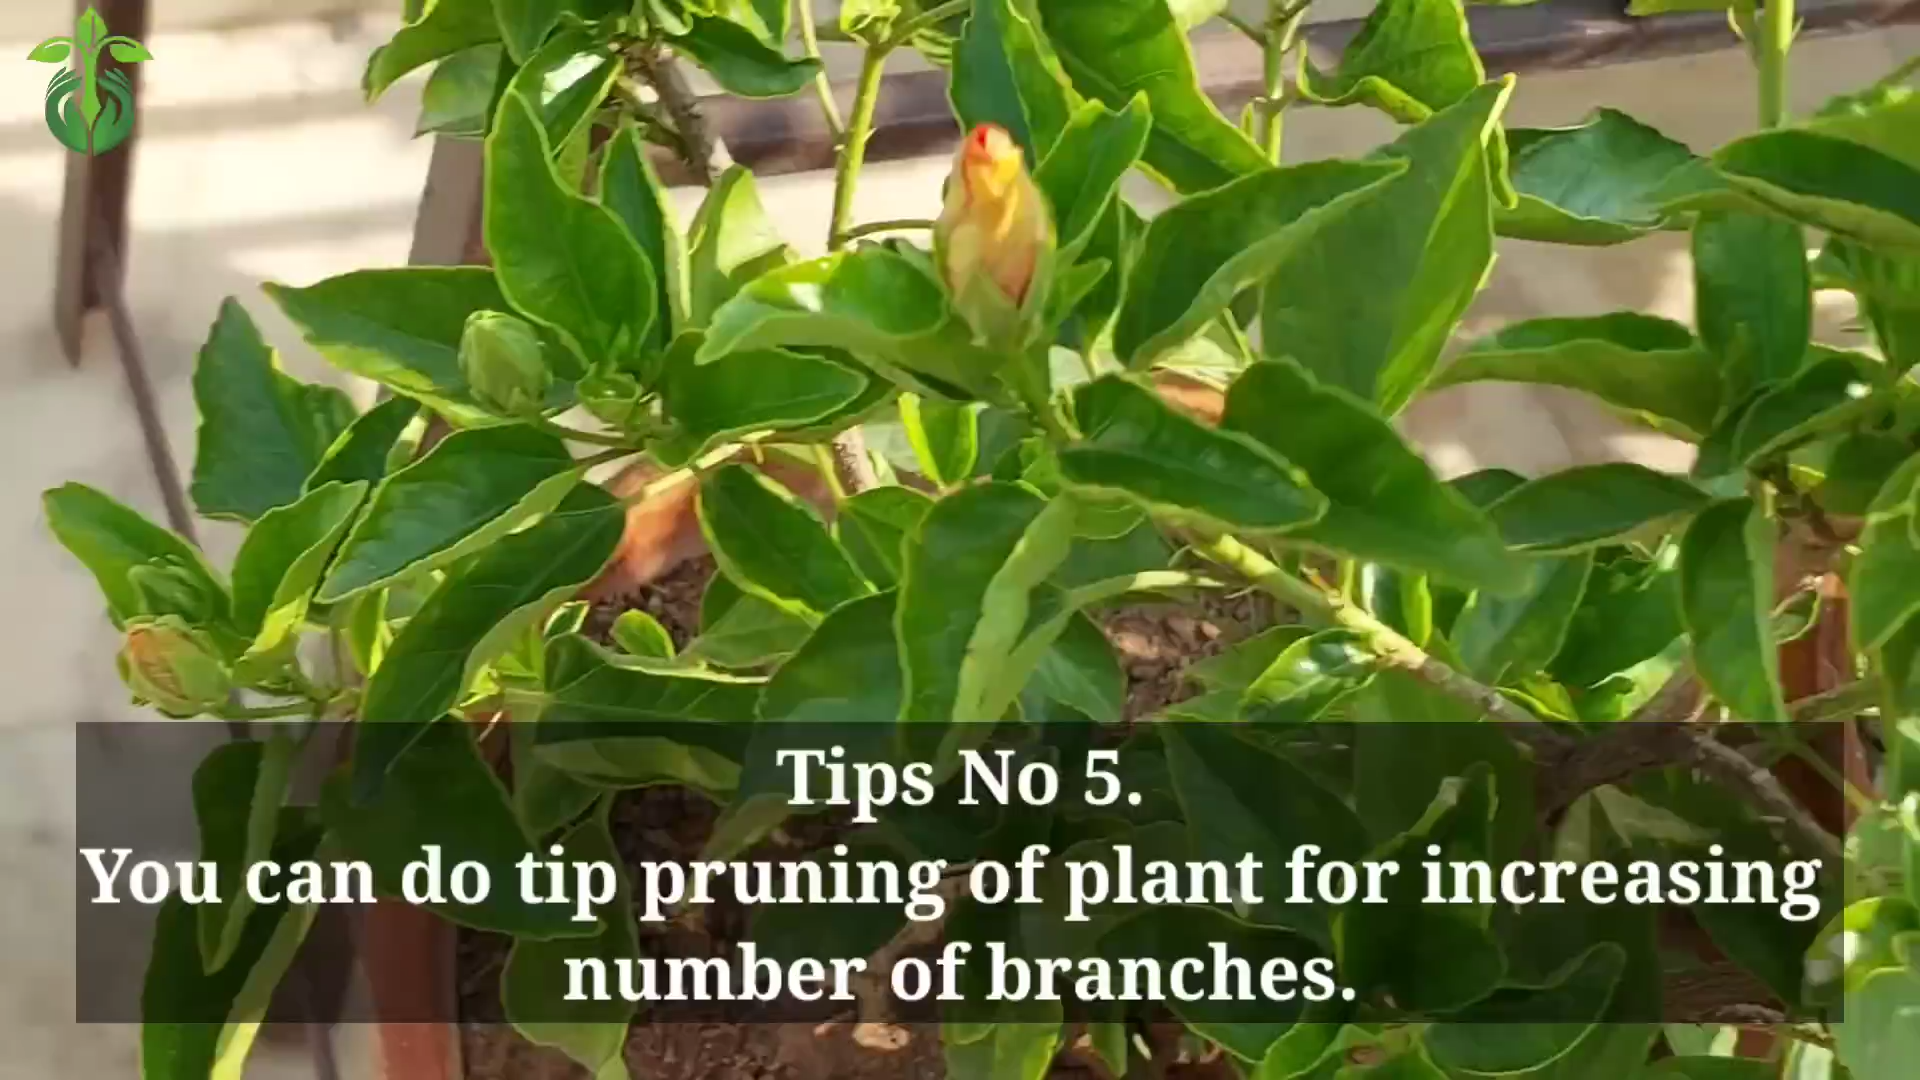 Tips No 5.
You can do tip pruning of plant for increasing
number of branches.